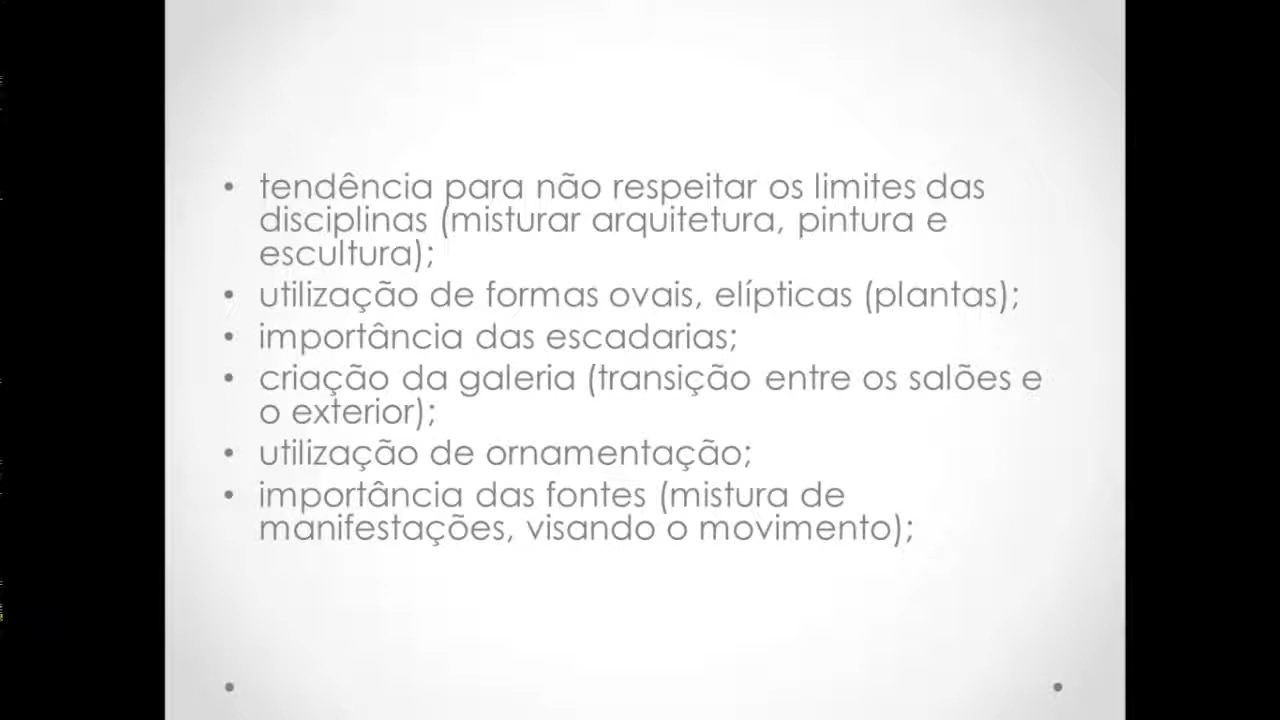 • tendência para não respeitar os limites das
disciplinas (misturar arquitetura, pintura e
escultura);
• utilização de formas ovais, elípticas (plantas);
• importância das escadarias;
• criação da galeria (transição entre os salões e
o exterior);
• utilização de ornamentação;
• importância das fontes (mistura de
manifestações, visando o movimento);